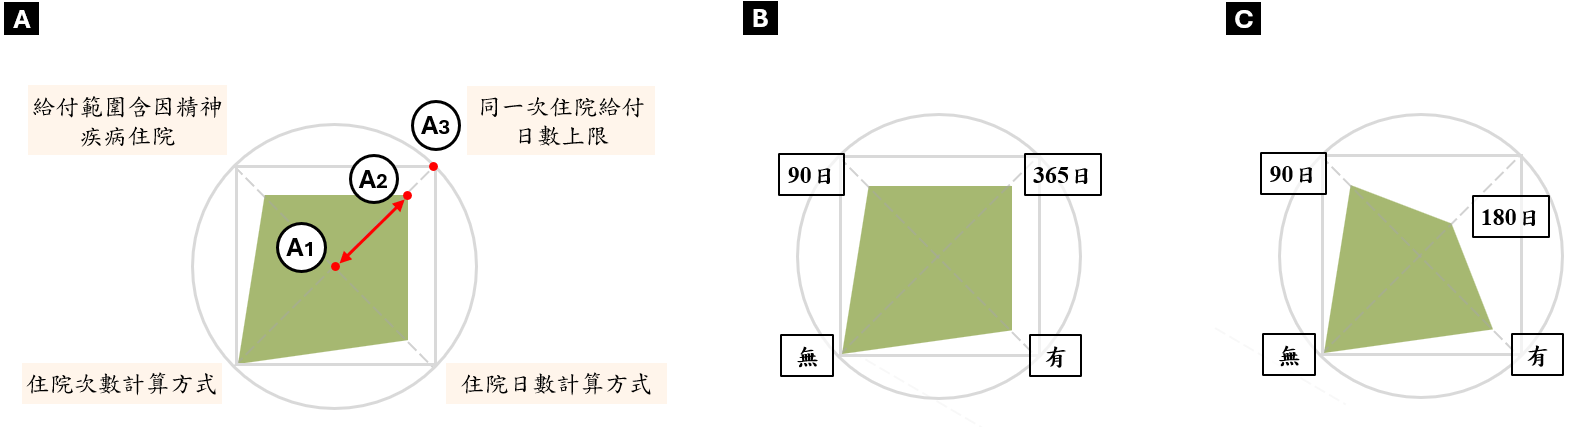 A
給付範圍含因精神
疾病住院
A3
同一次住院給付
日數上限
A2
A1
住院次數計算方式
住院日數計算方式
B
90日
365日
無
有
C
90日
180日
無
有